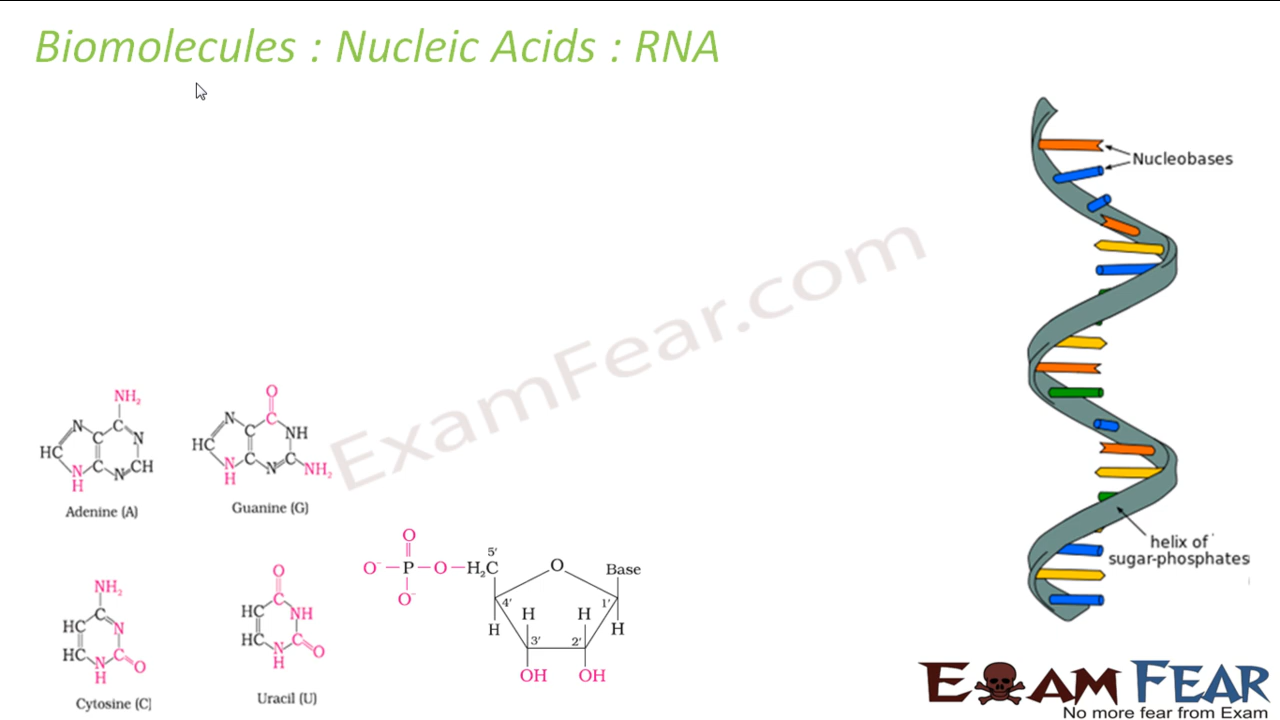 Biomolecules : Nucleic Acids : RNA
Nucleobases
ExamFear.com
NH₂
N
C
N
HC
C
C
N
CH
N
H
Adenine (A)
O
N
C
NH
HC
C
C
C
N
N
H
NH₂
Guanine (G)
NH₂
C
HC
N
HC
C
N
H
O
Cytosine (C)
O
C
HC
NH
HC
C
N
H
O
Uracil (U)
O
O⁻ P O H₂C 5′ O Base
O⁻
4′ 1′
H H H H
3′ 2′
OH OH
helix of
sugar-phosphates
EXAM FEAR
No more fear from Exam